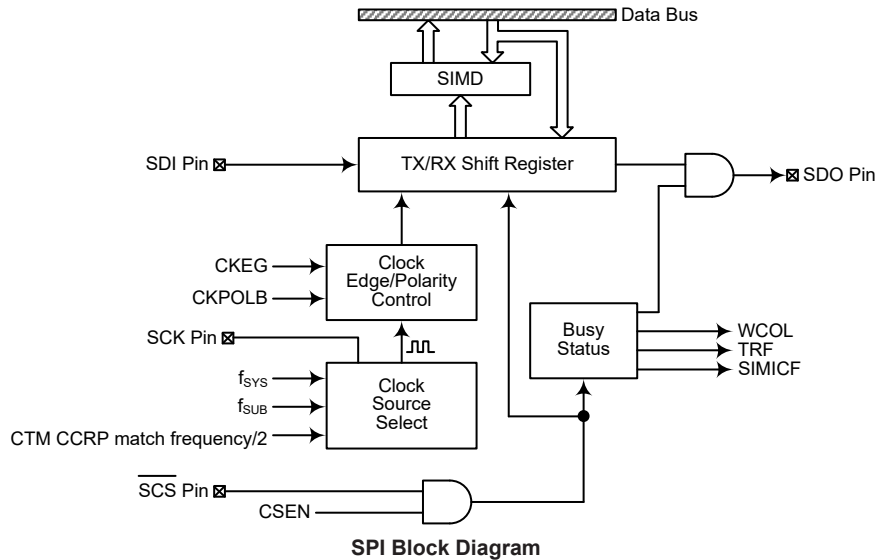 Data Bus
SIMD
SDI Pin
TX/RX Shift Register
SDO Pin
CKEG
CKPOLB
Clock
Edge/Polarity
Control
SCK Pin
Busy
Status
WCOL
TRF
SIMICF
fSYS
fSUB
CTM CCRP match frequency/2
Clock
Source
Select
SCS Pin
CSEN
SPI Block Diagram